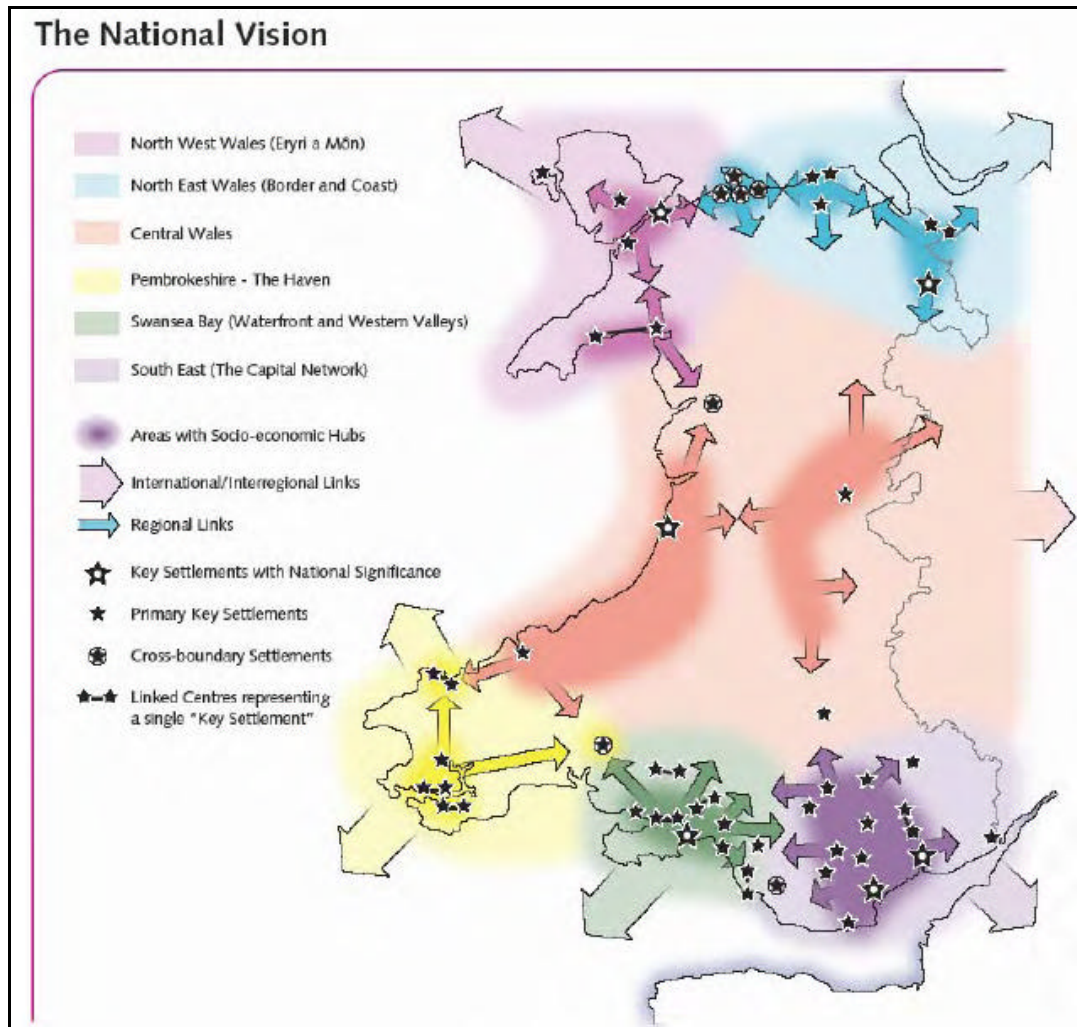 The National Vision
North West Wales (Eryri a Môn)
North East Wales (Border and Coast)
Central Wales
Pembrokeshire - The Haven
Swansea Bay (Waterfront and Western Valleys)
South East (The Capital Network)
Areas with Socio-economic Hubs
International/Interregional Links
Regional Links
Key Settlements with National Significance
Primary Key Settlements
Cross-boundary Settlements
Linked Centres representing
a single "Key Settlement"